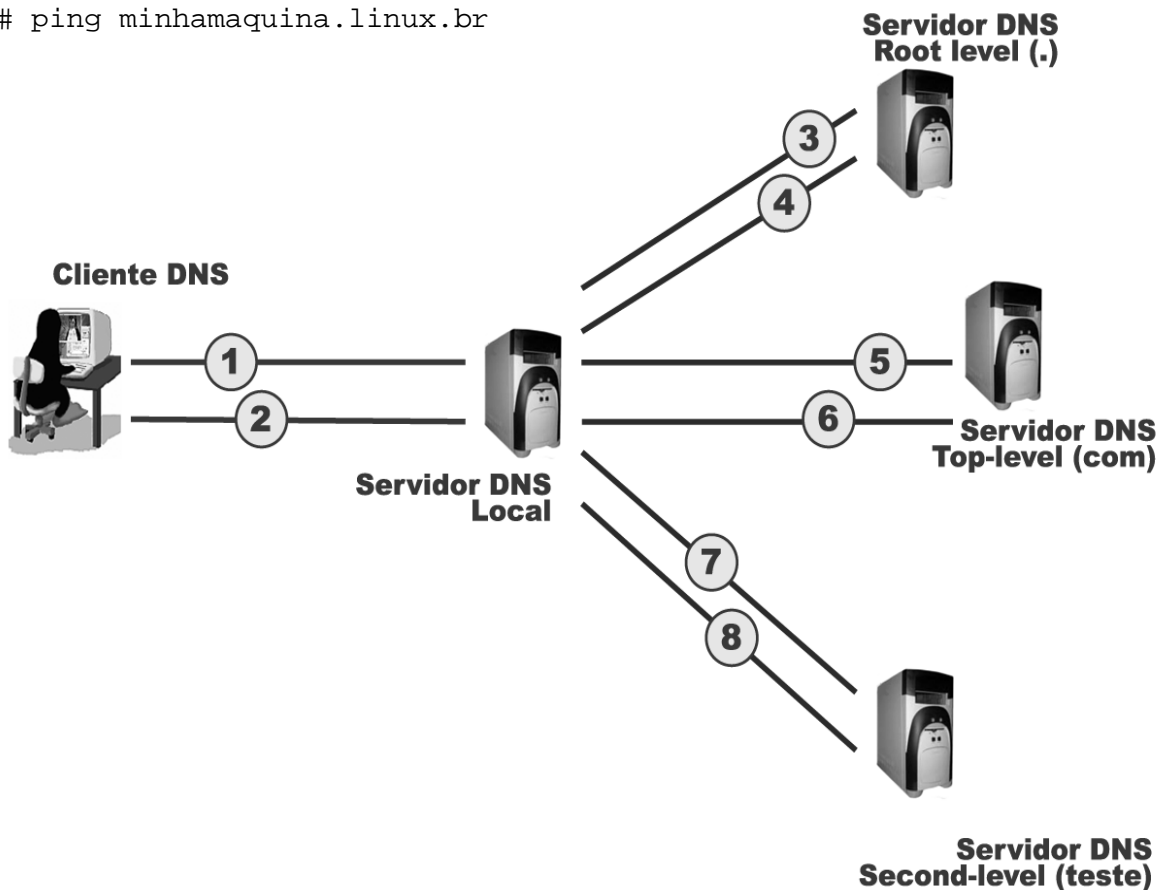 # ping minhamaquina.linux.br
Servidor DNS
Root level (.)
3
4
Cliente DNS
1
2
5
6
Servidor DNS
Top-level (com)
Servidor DNS
Local
7
8
Servidor DNS
Second-level (teste)